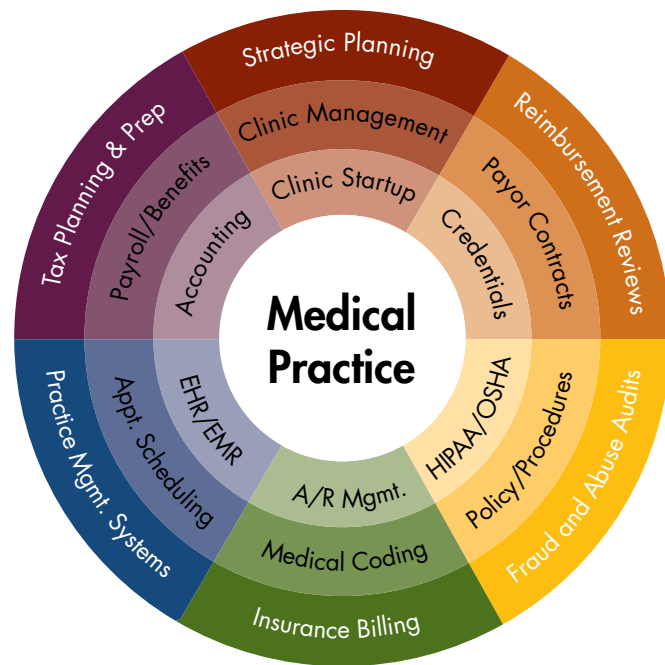 Strategic Planning
Clinic Management
Clinic Startup
Reimbursement Reviews
Payor Contracts
Credentials
Fraud and Abuse Audits
Policy/Procedures
HIPAA/OSHA
Insurance Billing
Medical Coding
A/R Mgmt.
Practice Mgmt. Systems
Appt. Scheduling
EHR/EMR
Tax Planning & Prep
Payroll/Benefits
Accounting
Medical
Practice